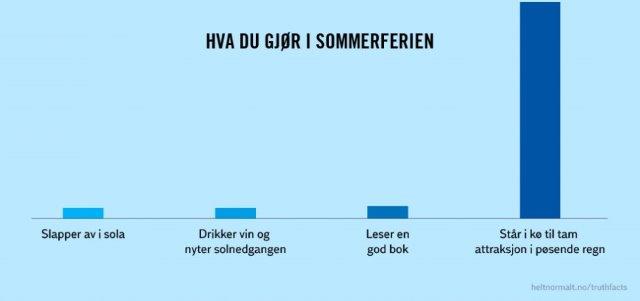 HVA DU GJØR I SOMMERFERIEN
Slapper av i sola
Drikker vin og
nyter solnedgangen
Leser en
god bok
Står i kø til tam
attraksjon i pøsende regn
heltnormalt.no/truthfacts